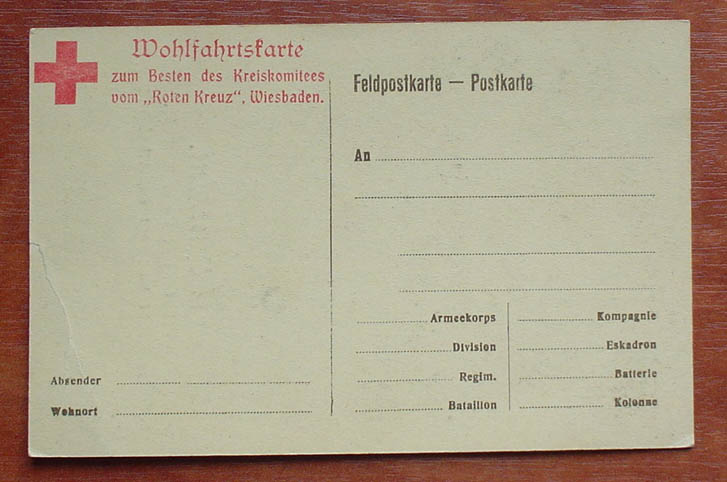 Wohlfahrtskarte
zum Besten des Kreiskomitees
vom „Roten Kreuz“, Wiesbaden.
Feldpostkarte — Postkarte
An
Armeekorps
Division
Regim.
Bataillon
Kompagnie
Eskadron
Batterie
Kolonne
Absender
Wohnort